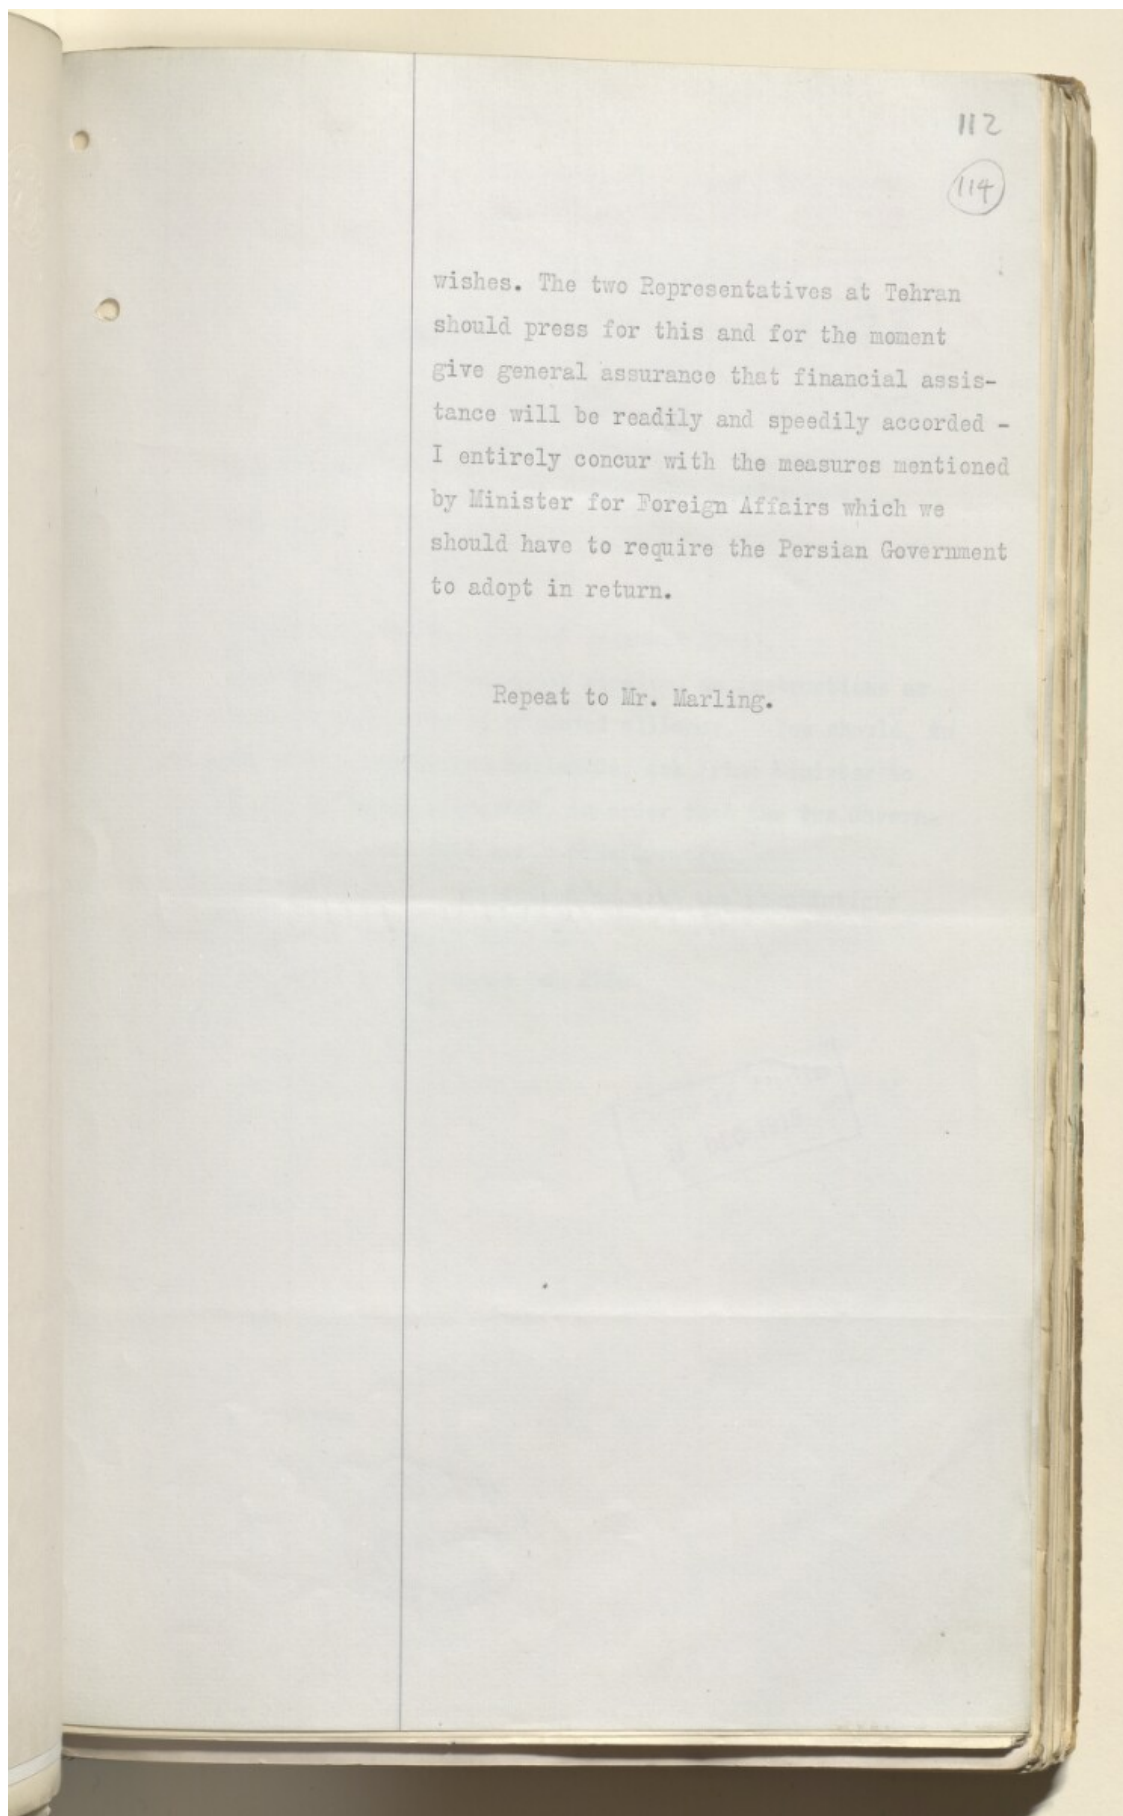 112
114
wishes. The two Representatives at Tehran
should press for this and for the moment
give general assurance that financial assis-
tance will be readily and speedily accorded -
I entirely concur with the measures mentioned
by Minister for Foreign Affairs which we
should have to require the Persian Government
to adopt in return.
Repeat to Mr. Marling.